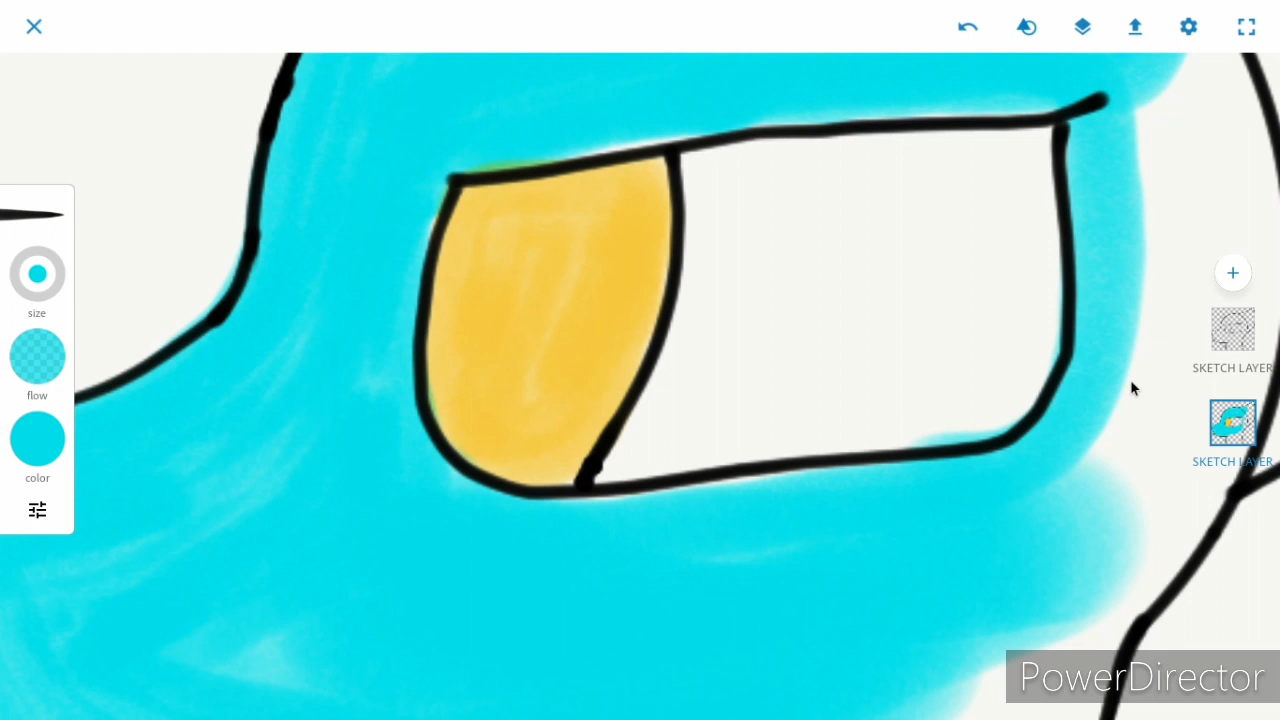 size
flow
color
SKETCH LAYER
SKETCH LAYER
PowerDirector